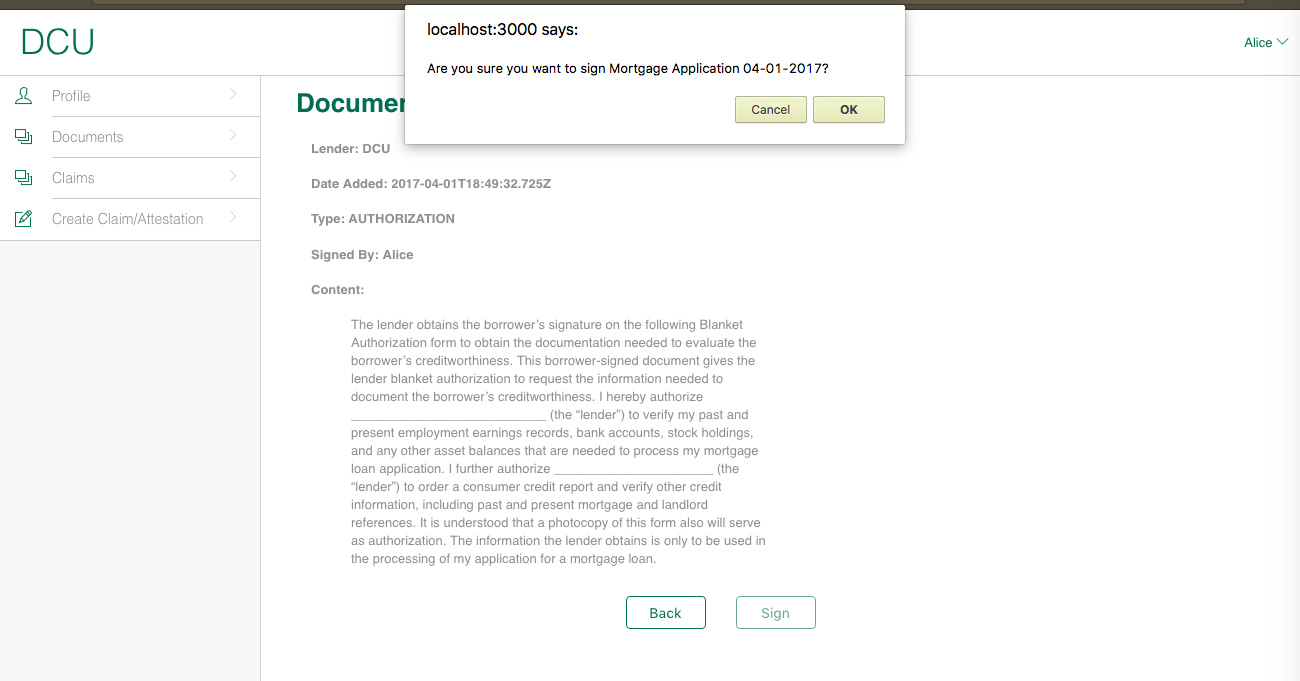 localhost:3000 says:
Are you sure you want to sign Mortgage Application 04-01-2017?
Cancel
OK
DCU
Alice
Profile
Documents
Claims
Create Claim/Attestation
Lender: DCU
Date Added: 2017-04-01T18:49:32.725Z
Type: AUTHORIZATION
Signed By: Alice
Content:
The lender obtains the borrower’s signature on the following Blanket
Authorization form to obtain the documentation needed to evaluate the
borrower’s creditworthiness. This borrower-signed document gives the
lender blanket authorization to request the information needed to
document the borrower’s creditworthiness. I hereby authorize
___________________________ (the “lender”) to verify my past and
present employment earnings records, bank accounts, stock holdings,
and any other asset balances that are needed to process my mortgage
loan application. I further authorize ______________________ (the
“lender”) to order a consumer credit report and verify other credit
information, including past and present mortgage and landlord
references. It is understood that a photocopy of this form also will serve
as authorization. The information the lender obtains is only to be used in
the processing of my application for a mortgage loan.
Back
Sign